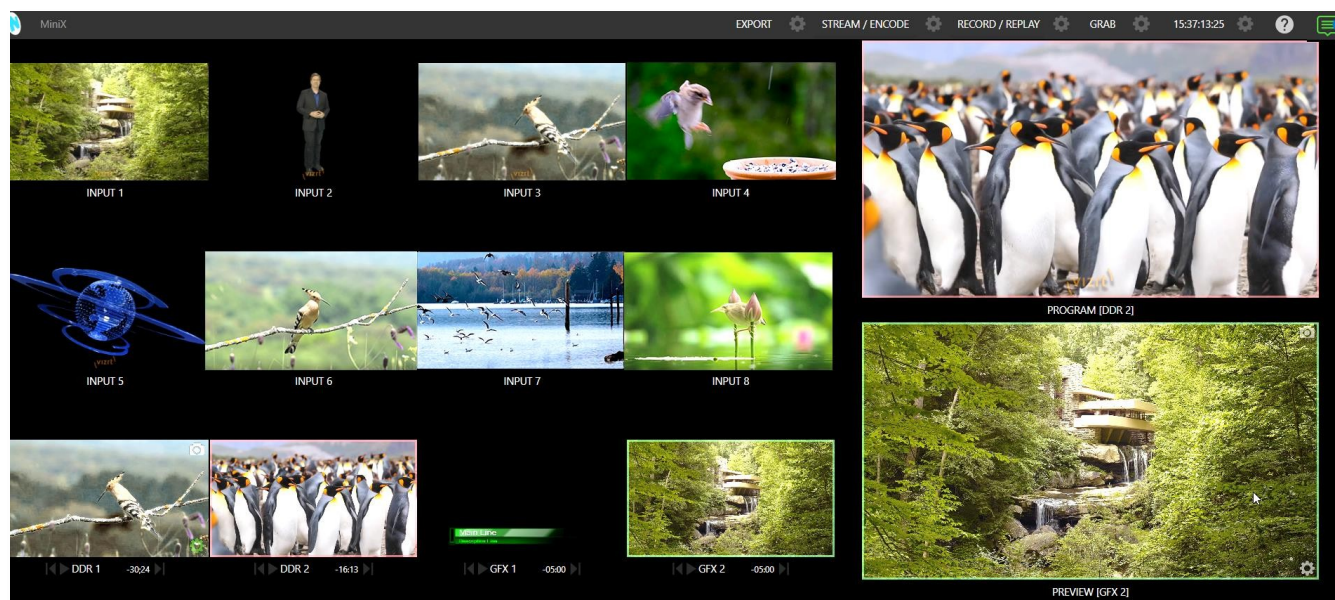 MiniX
EXPORT STREAM / ENCODE RECORD / REPLAY GRAB 15:37:13:25 ?
INPUT 1 INPUT 2 INPUT 3 INPUT 4
vizrt
PROGRAM [DDR 2]
INPUT 5 INPUT 6 INPUT 7 INPUT 8
DDR 1 -30;24 DDR 2 -16:13 GFX 1 -05:00 GFX 2 -05:00
PREVIEW [GFX 2]